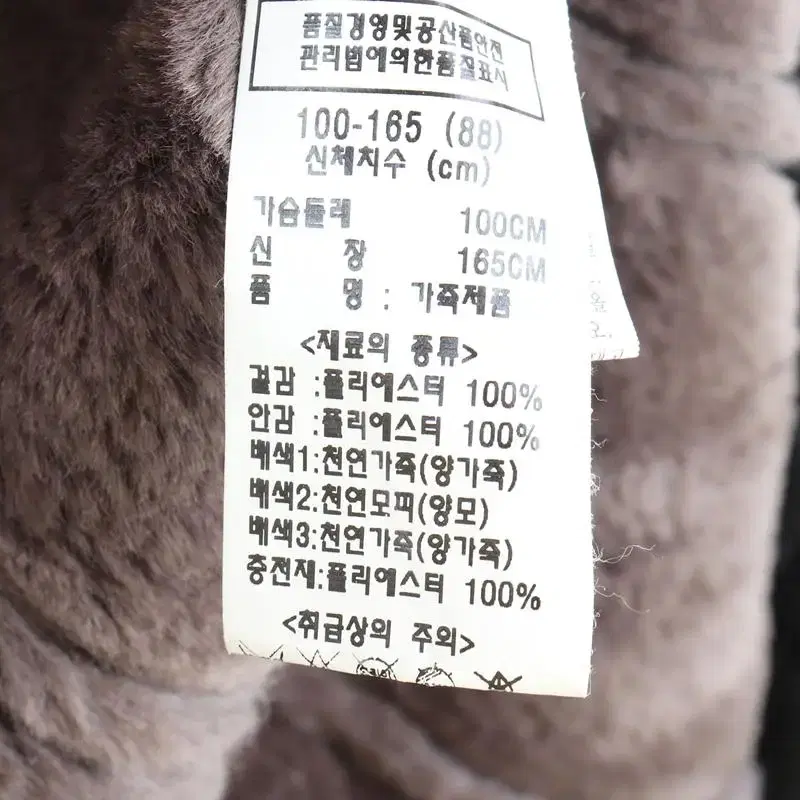 품질경영및공산품안전
관리법에의한품질표시
100-165 (88)
신체치수 (cm)
가슴둘레 100CM
신 장 165CM
품 명 : 가죽제품
<재료의 종류>
겉감 :폴리에스터 100%
안감 :폴리에스터 100%
배색1:천연가죽(양가죽)
배색2:천연모피(양모)
배색3:천연가죽(양가죽)
충전재:폴리에스터 100%
<취급상의 주의>